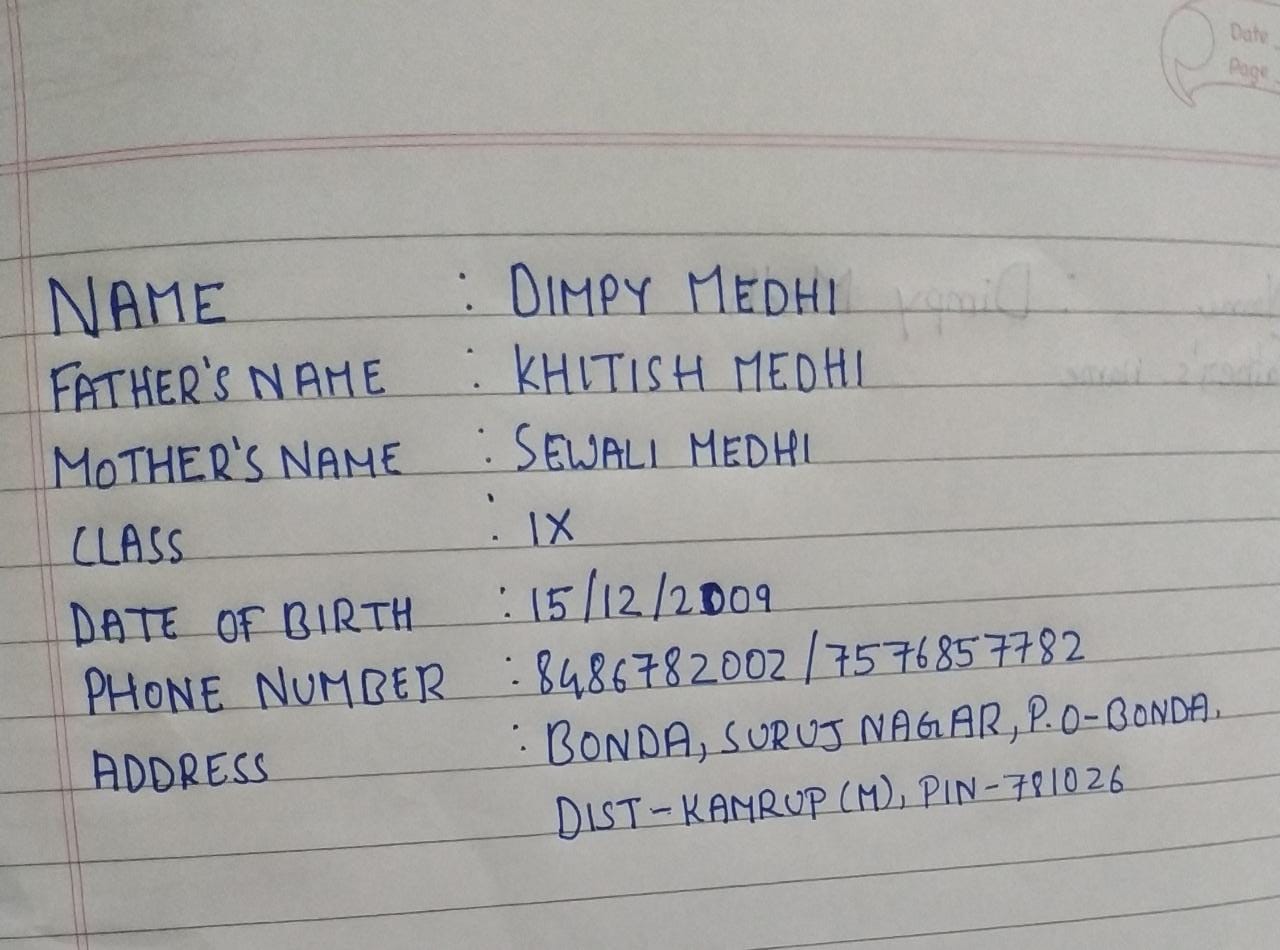 Date
Page
NAME : DIMPY MEDHI
FATHER'S NAME : KHITISH MEDHI
MOTHER'S NAME : SEWALI MEDHI
CLASS : IX
DATE OF BIRTH : 15/12/2009
PHONE NUMBER : 8486782002/7576857782
ADDRESS : BONDA, SURUJ NAGAR, P.O-BONDA,
DIST-KAMRUP (M), PIN-781026